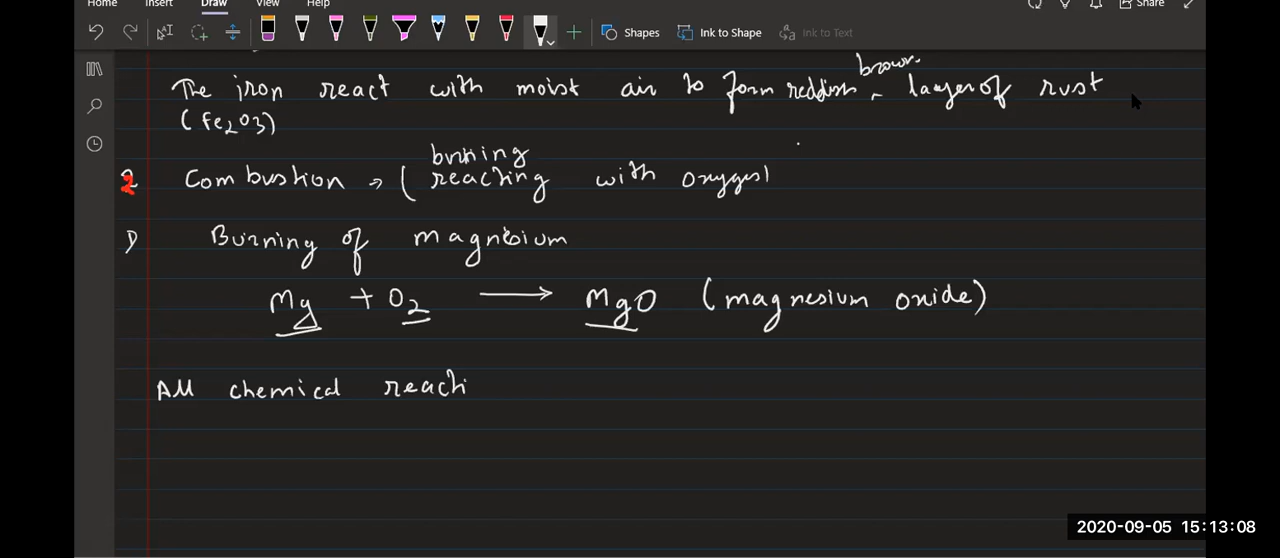 Home Insert Draw View Help Share
Shapes Ink to Shape Ink to Text
brown
The iron react with moist air to form reddish layer of rust
(Fe2O3)
burning
2 Combustion → ( reacting with oxygen)
1) Burning of magnesium
Mg + O2 ⟶ MgO (magnesium oxide)
All chemical reacti
2020-09-05 15:13:08